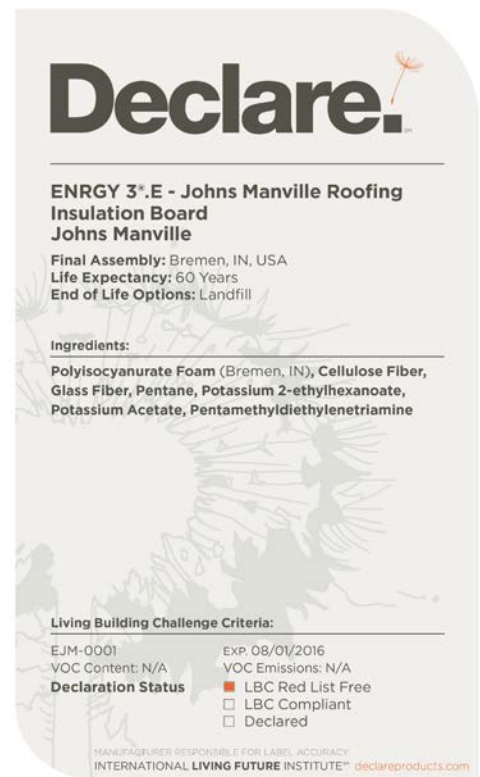 Declare.
SM
ENRGY 3®.E - Johns Manville Roofing
Insulation Board
Johns Manville
Final Assembly: Bremen, IN, USA
Life Expectancy: 60 Years
End of Life Options: Landfill
Ingredients:
Polyisocyanurate Foam (Bremen, IN), Cellulose Fiber,
Glass Fiber, Pentane, Potassium 2-ethylhexanoate,
Potassium Acetate, Pentamethyldiethylenetriamine
Living Building Challenge Criteria:
EJM-0001 EXP. 08/01/2016
VOC Content: N/A VOC Emissions: N/A
Declaration Status ■ LBC Red List Free
□ LBC Compliant
□ Declared
MANUFACTURER RESPONSIBLE FOR LABEL ACCURACY
INTERNATIONAL LIVING FUTURE INSTITUTE™ declareproducts.com